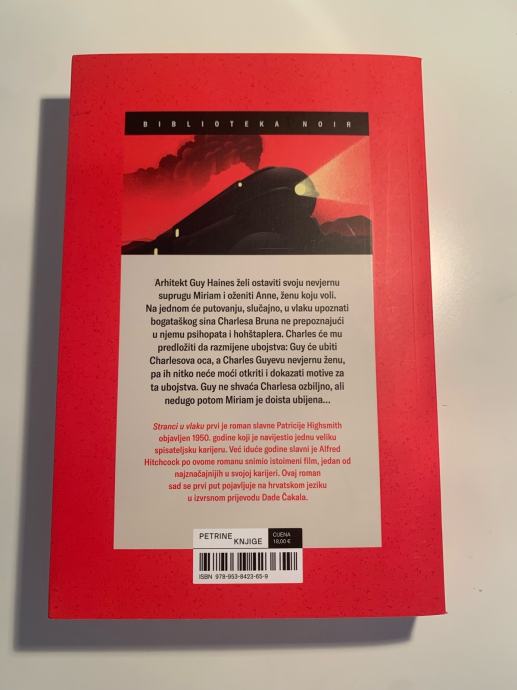 BIBLIOTEKA NOIR
Arhitekt Guy Haines želi ostaviti svoju nevjernu
suprugu Miriam i oženiti Anne, ženu koju voli.
Na jednom će putovanju, slučajno, u vlaku upoznati
bogataškog sina Charlesa Bruna ne prepoznajući
u njemu psihopata i hohštaplera. Charles će mu
predložiti da razmijene ubojstva: Guy će ubiti
Charlesova oca, a Charles Guyevu nevjernu ženu,
pa ih nitko neće moći otkriti i dokazati motive za
ta ubojstva. Guy ne shvaća Charlesa ozbiljno, ali
nedugo potom Miriam je doista ubijena...
Stranci u vlaku prvi je roman slavne Patricije Highsmith
objavljen 1950. godine koji je navijestio jednu veliku
spisateljsku karijeru. Već iduće godine slavni je Alfred
Hitchcock po ovome romanu snimio istoimeni film, jedan od
najznačajnijih u svojoj karijeri. Ovaj roman
sad se prvi put pojavljuje na hrvatskom jeziku
u izvrsnom prijevodu Dade Čakala.
PETRINE
KNJIGE
CIJENA
18,00 €
ISBN 978-953-8423-65-9